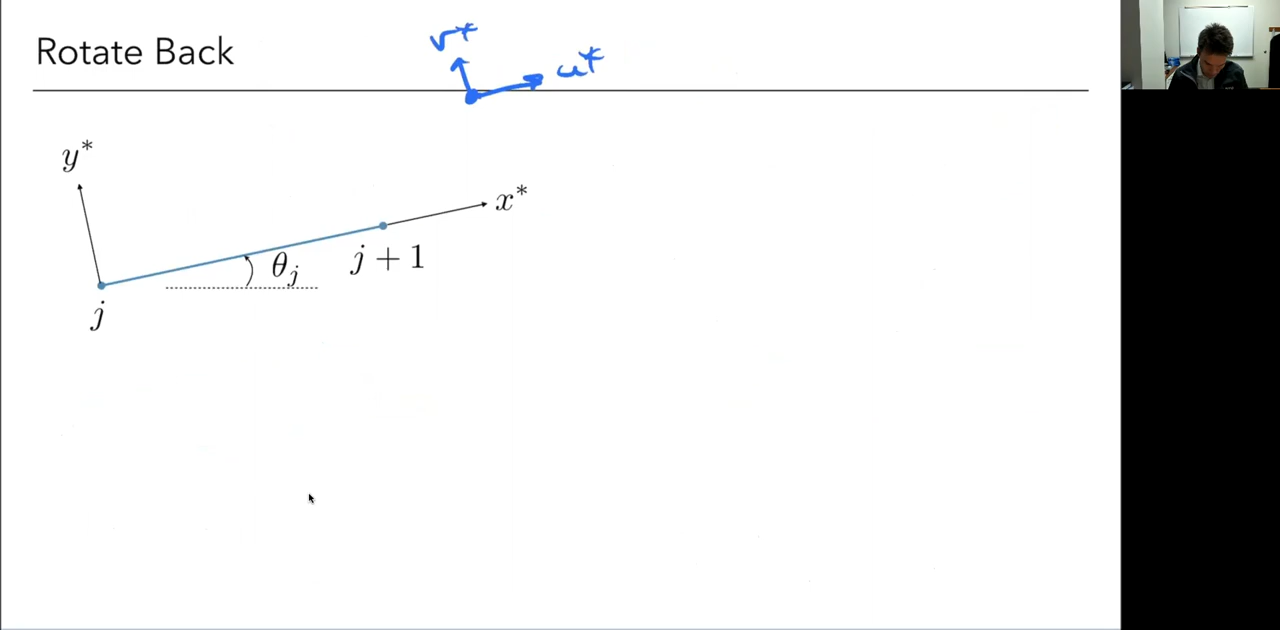 Rotate Back
v*
u*
y*
x*
θj
j + 1
j